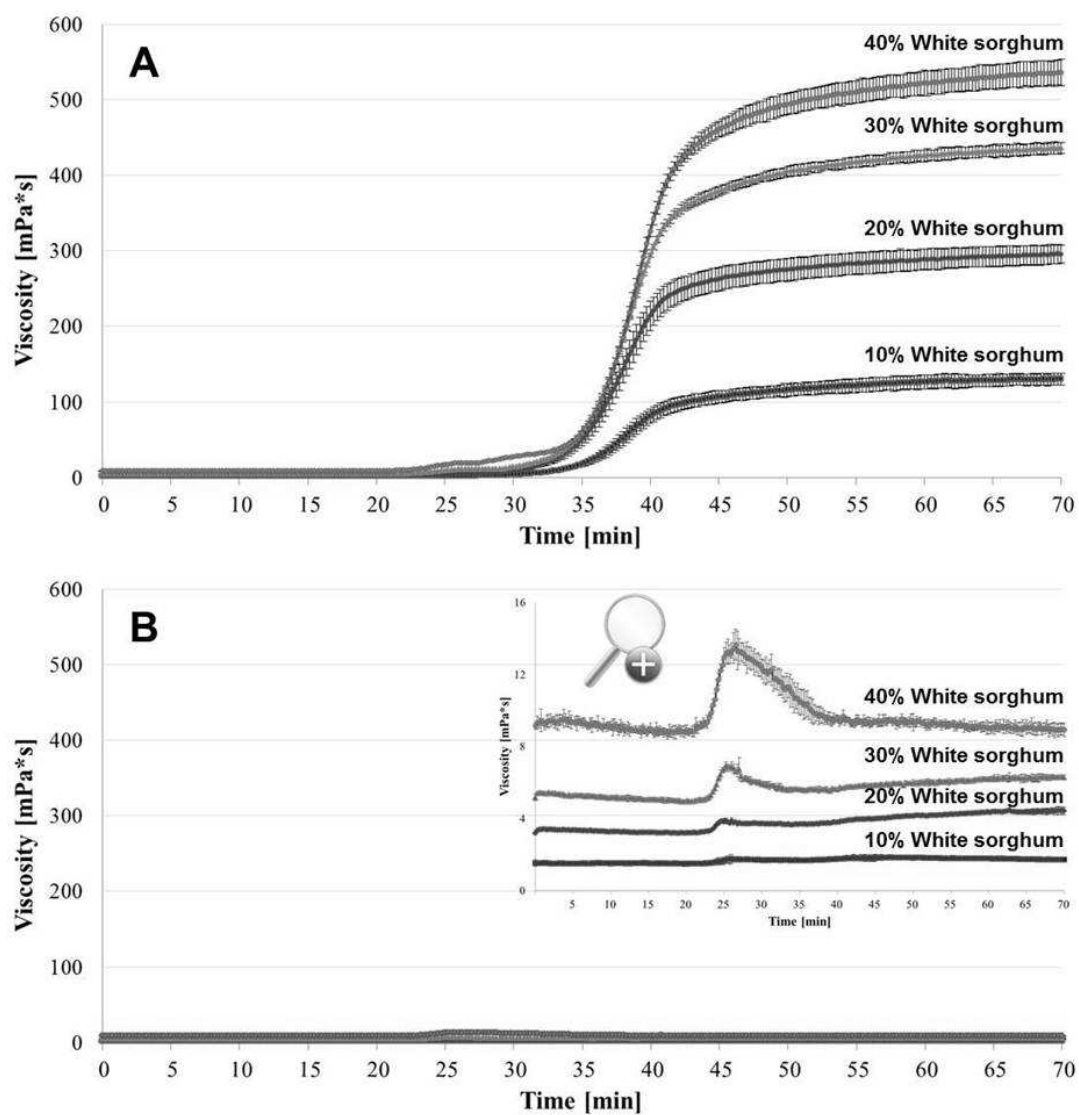 A
600
500
400
300
200
100
0
Viscosity [mPa*s]
40% White sorghum
30% White sorghum
20% White sorghum
10% White sorghum
0 5 10 15 20 25 30 35 40 45 50 55 60 65 70
Time [min]
B
600
500
400
300
200
100
0
Viscosity [mPa*s]
16
12
8
4
0
Viscosity [mPa*s]
40% White sorghum
30% White sorghum
20% White sorghum
10% White sorghum
5 10 15 20 25 30 35 40 45 50 55 60 65 70
Time [min]
0 5 10 15 20 25 30 35 40 45 50 55 60 65 70
Time [min]